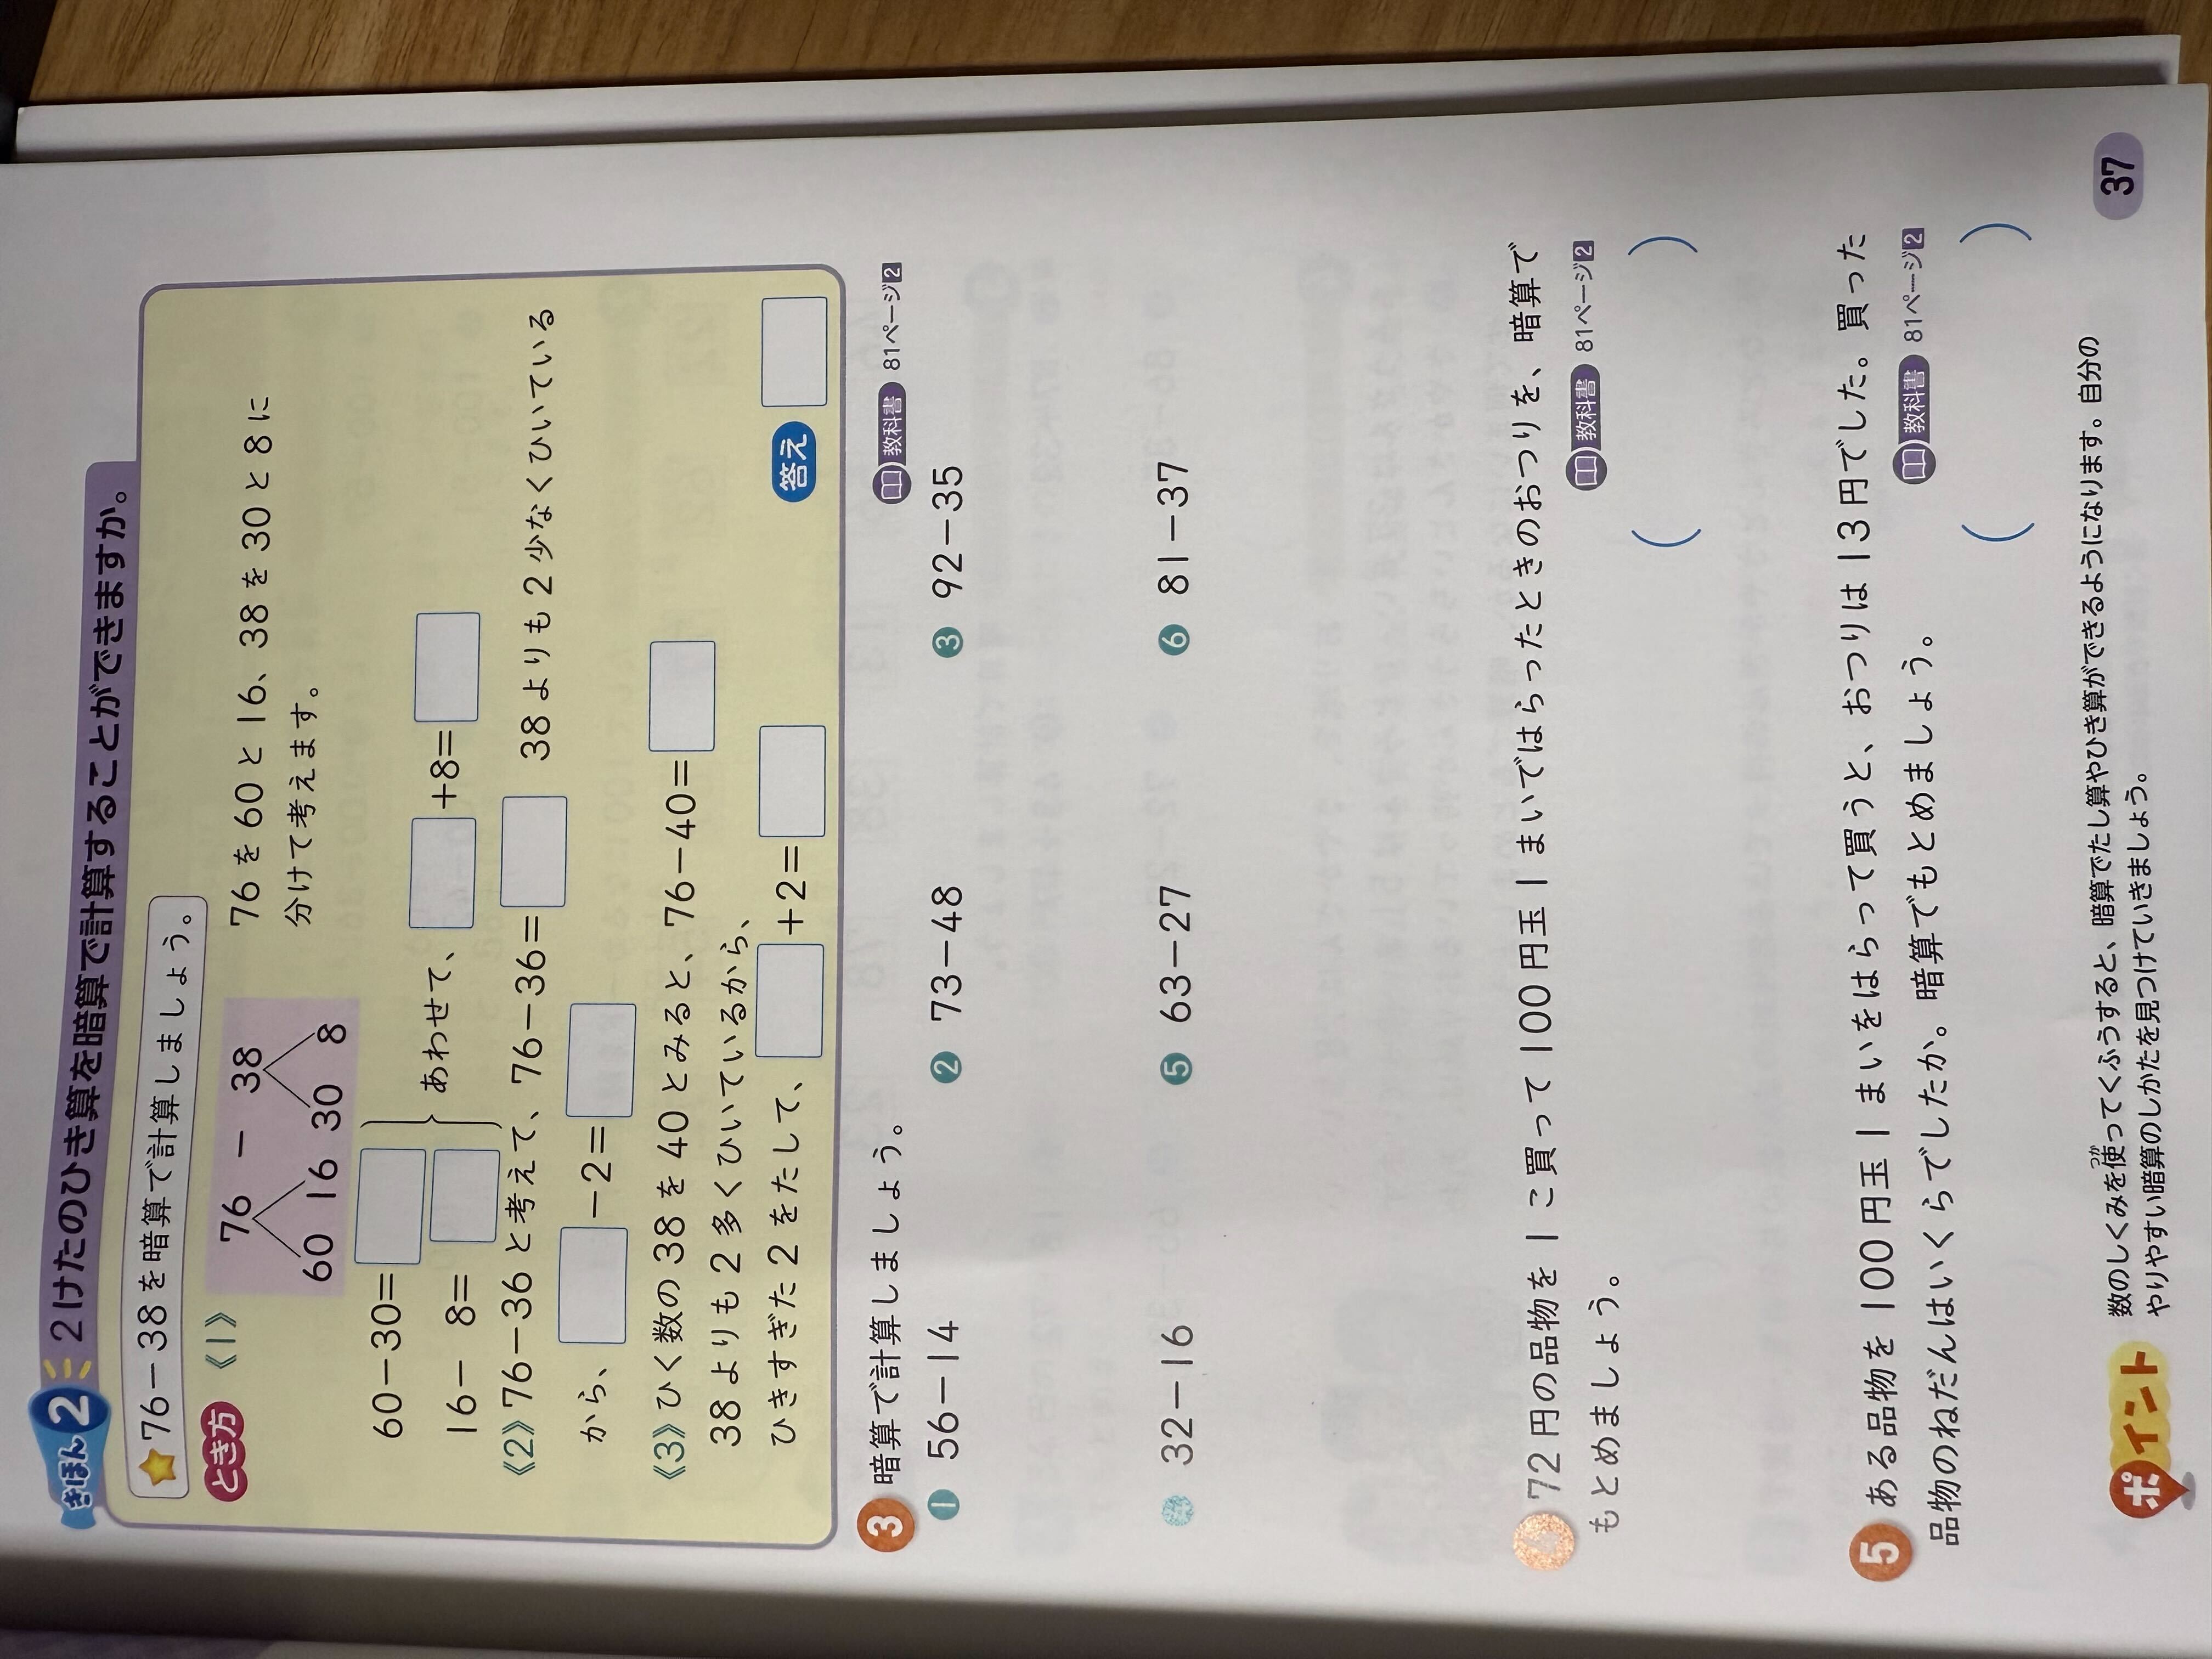 きほん2 2けたのひき算を暗算で計算することができますか。
76-38を暗算で計算しましょう。
とき方 《1》
76 - 38
60 16 30 8
76を60と16、38を30と8に
分けて考えます。
60-30=
16- 8=
あわせて、 +8=
《2》76-36と考えて、76-36= 38よりも2少なくひいている
から、 -2=
《3》ひく数の38を40とみると、76-40=
38よりも2多くひいているから、
ひきすぎた2をたして、 +2=
答え
3 暗算で計算しましょう。
教科書 81ページ2
1 56-14 2 73-48 3 92-35
32-16 5 63-27 6 81-37
72円の品物を1こ買って100円玉1まいではらったときのおつりを、暗算で
もとめましょう。
教科書 81ページ2
( )
5 ある品物を100円玉1まいをはらって買うと、おつりは13円でした。買った
品物のねだんはいくらでしたか。暗算でもとめましょう。
教科書 81ページ2
( )
ポイント
数のしくみを使ってくふうすると、暗算でたし算やひき算ができるようになります。自分の
つか
やりやすい暗算のしかたを見つけていきましょう。
37